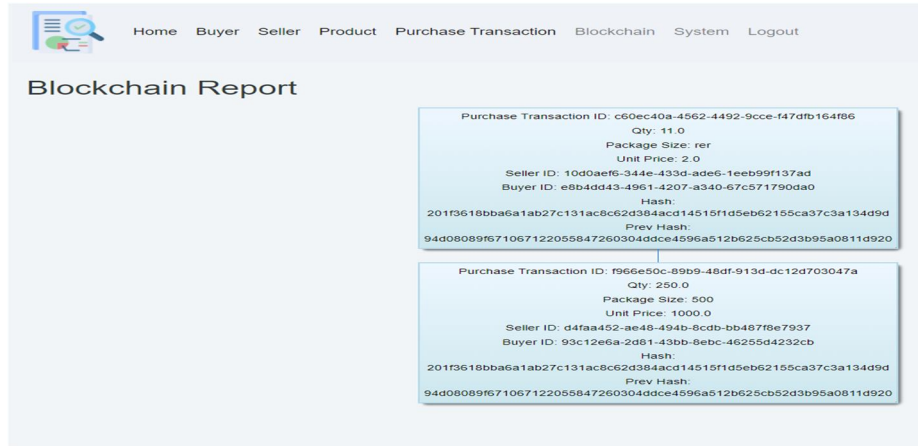 Home Buyer Seller Product Purchase Transaction Blockchain System Logout
Blockchain Report
Purchase Transaction ID: c60ec40a-4562-4492-9cce-f47dfb164f86
Qty: 11.0
Package Size: rer
Unit Price: 2.0
Seller ID: 10d0aef6-344e-433d-ade6-1eeb99f137ad
Buyer ID: e8b4dd43-4961-4207-a340-67c571790da0
Hash:
201f3618bba6a1ab27c131ac8c62d384acd14515f1d5eb62155ca37c3a134d9d
Prev Hash:
94d08089f671067122055847260304ddce4596a512b625cb52d3b95a0811d920
Purchase Transaction ID: f966e50c-89b9-48df-913d-dc12d703047a
Qty: 250.0
Package Size: 500
Unit Price: 1000.0
Seller ID: d4faa452-ae48-494b-8cdb-bb487f8e7937
Buyer ID: 93c12e6a-2d81-43bb-8ebc-46255d4232cb
Hash:
201f3618bba6a1ab27c131ac8c62d384acd14515f1d5eb62155ca37c3a134d9d
Prev Hash:
94d08089f671067122055847260304ddce4596a512b625cb52d3b95a0811d920